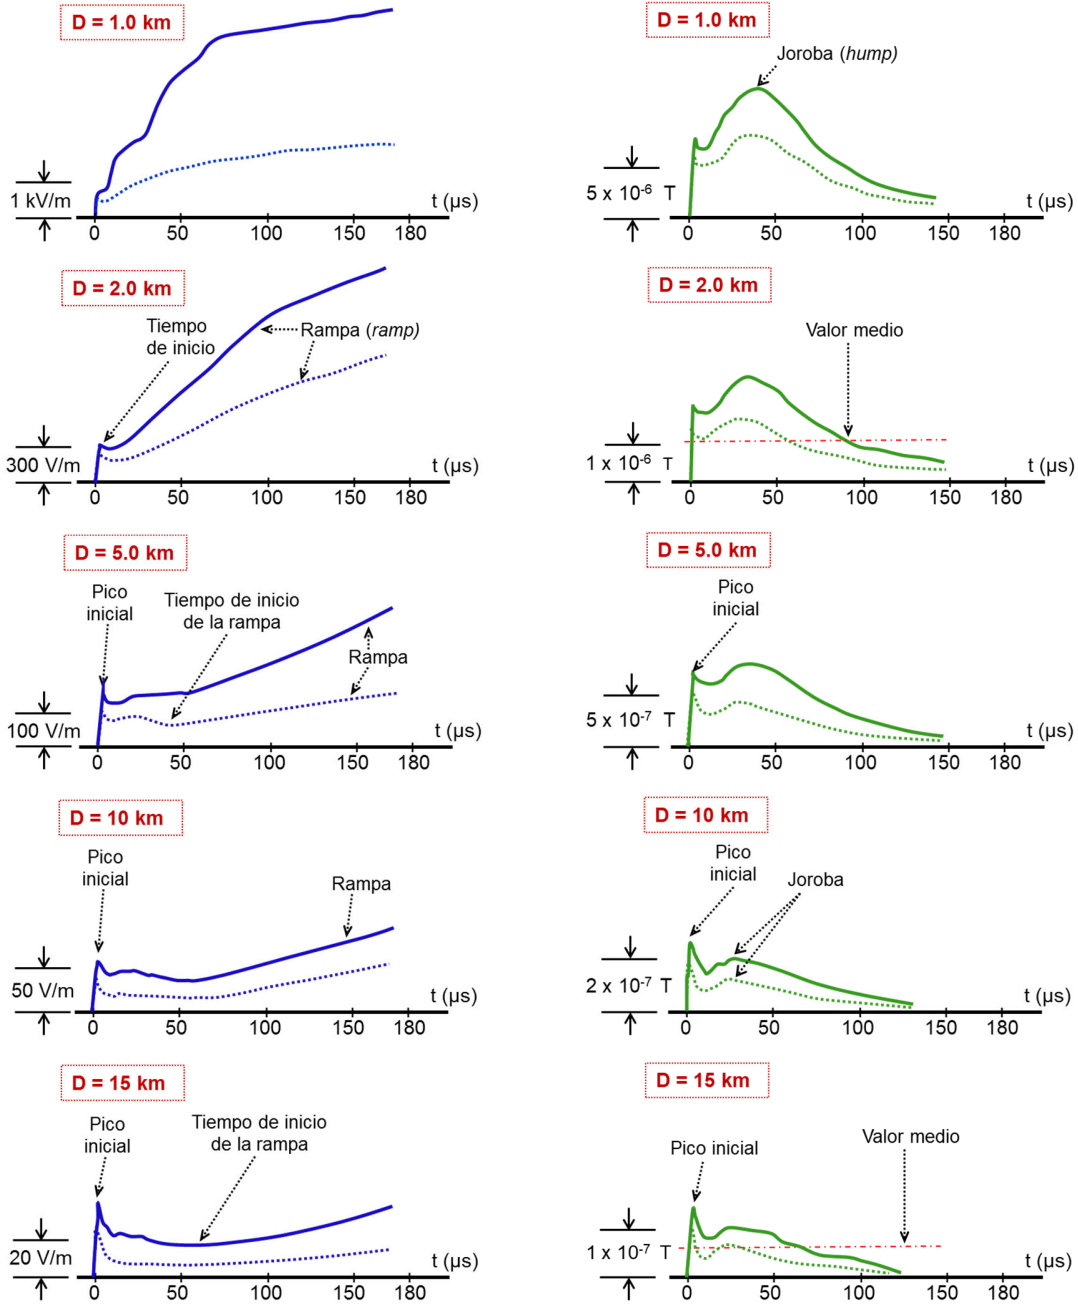 D = 1.0 km
1 kV/m
t (µs)
0 50 100 150 180
D = 1.0 km
Joroba (hump)
5 x 10⁻⁶ T
t (µs)
0 50 100 150 180
D = 2.0 km
Tiempo
de inicio
Rampa (ramp)
300 V/m
t (µs)
0 50 100 150 180
D = 2.0 km
Valor medio
1 x 10⁻⁶ T
t (µs)
0 50 100 150 180
D = 5.0 km
Pico
inicial
Tiempo de inicio
de la rampa
Rampa
100 V/m
t (µs)
0 50 100 150 180
D = 5.0 km
Pico
inicial
5 x 10⁻⁷ T
t (µs)
0 50 100 150 180
D = 10 km
Pico
inicial
Rampa
50 V/m
t (µs)
0 50 100 150 180
D = 10 km
Pico
inicial
Joroba
2 x 10⁻⁷ T
t (µs)
0 50 100 150 180
D = 15 km
Pico
inicial
Tiempo de inicio
de la rampa
20 V/m
t (µs)
0 50 100 150 180
D = 15 km
Pico inicial
Valor medio
1 x 10⁻⁷ T
t (µs)
0 50 100 150 180